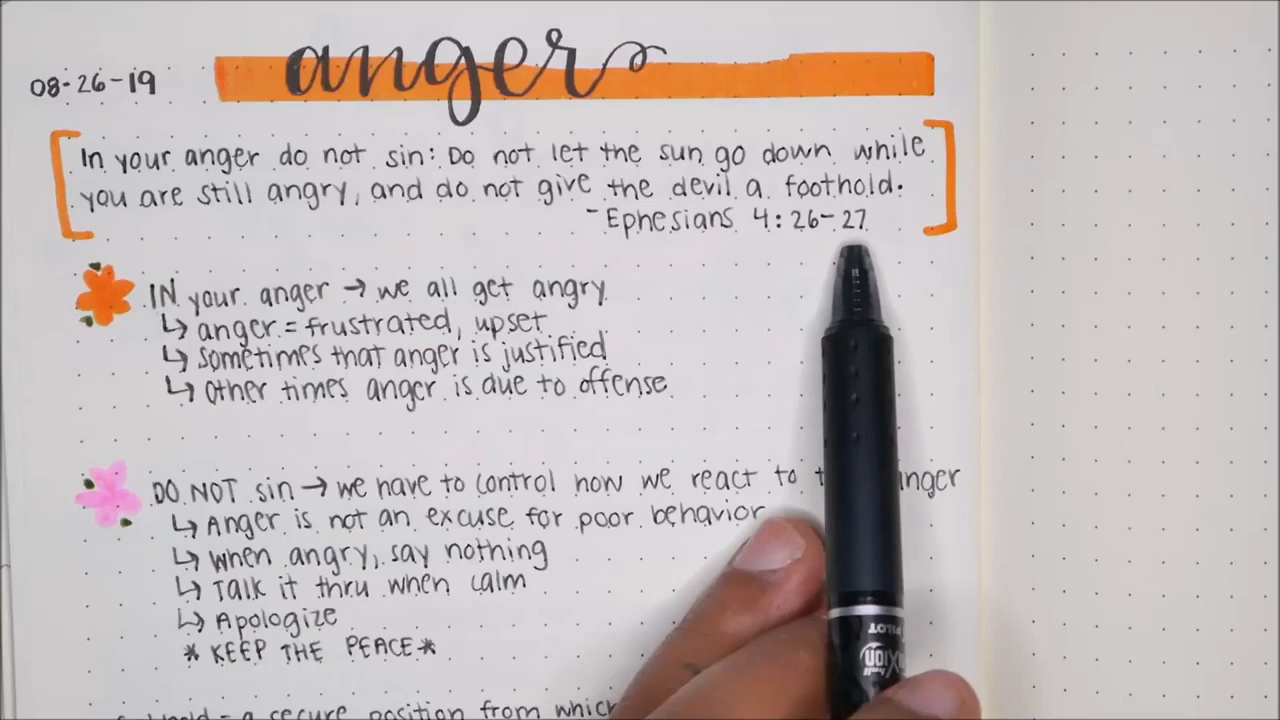 anger
08-26-19
In your anger do not sin: Do not let the sun go down while
you are still angry, and do not give the devil a foothold.
- Ephesians 4:26-27
IN your anger → we all get angry
↳ anger = frustrated, upset
↳ sometimes that anger is justified
↳ other times anger is due to offense
DO NOT sin → we have to control how we react to anger
↳ Anger is not an excuse for poor behavior
↳ when angry, say nothing
↳ Talk it thru when calm
↳ Apologize
* KEEP THE PEACE *
= a secure position from which
PILOT